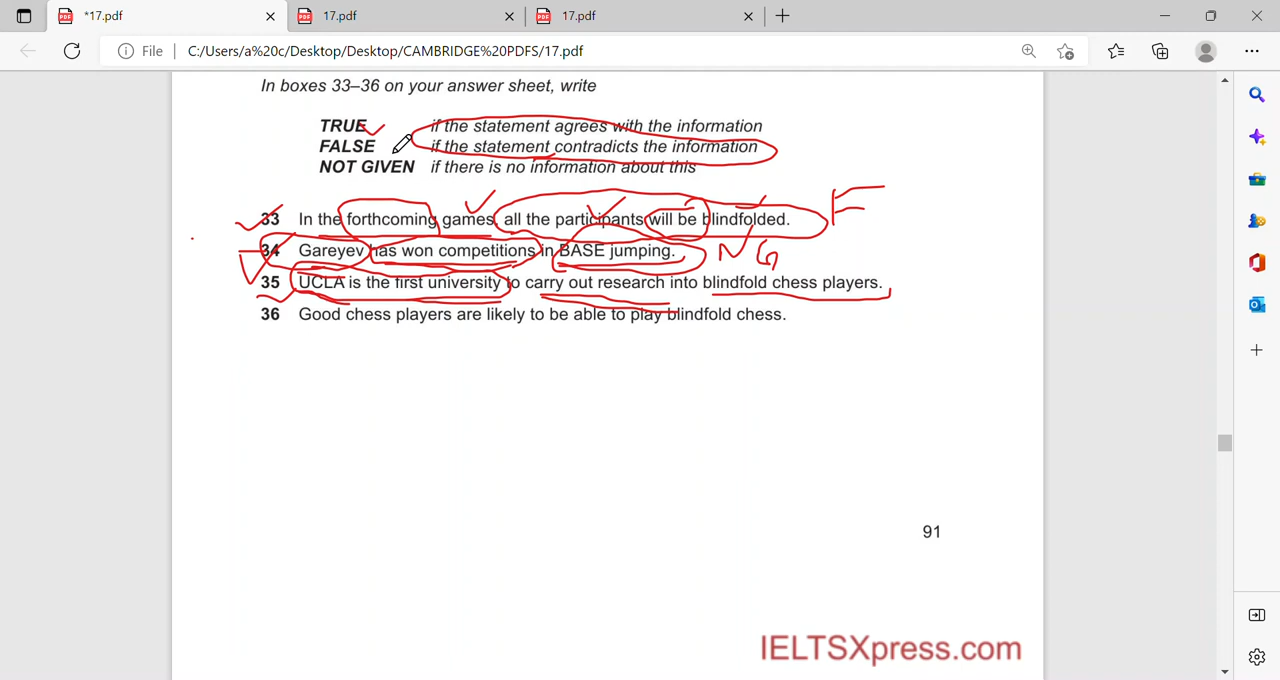 *17.pdf
17.pdf
17.pdf
File | C:/Users/a%20c/Desktop/Desktop/CAMBRIDGE%20PDFS/17.pdf
In boxes 33–36 on your answer sheet, write
TRUE if the statement agrees with the information
FALSE if the statement contradicts the information
NOT GIVEN if there is no information about this
33 In the forthcoming games, all the participants will be blindfolded. F
34 Gareyev has won competitions in BASE jumping. NG
35 UCLA is the first university to carry out research into blindfold chess players.
36 Good chess players are likely to be able to play blindfold chess.
91
IELTSXpress.com